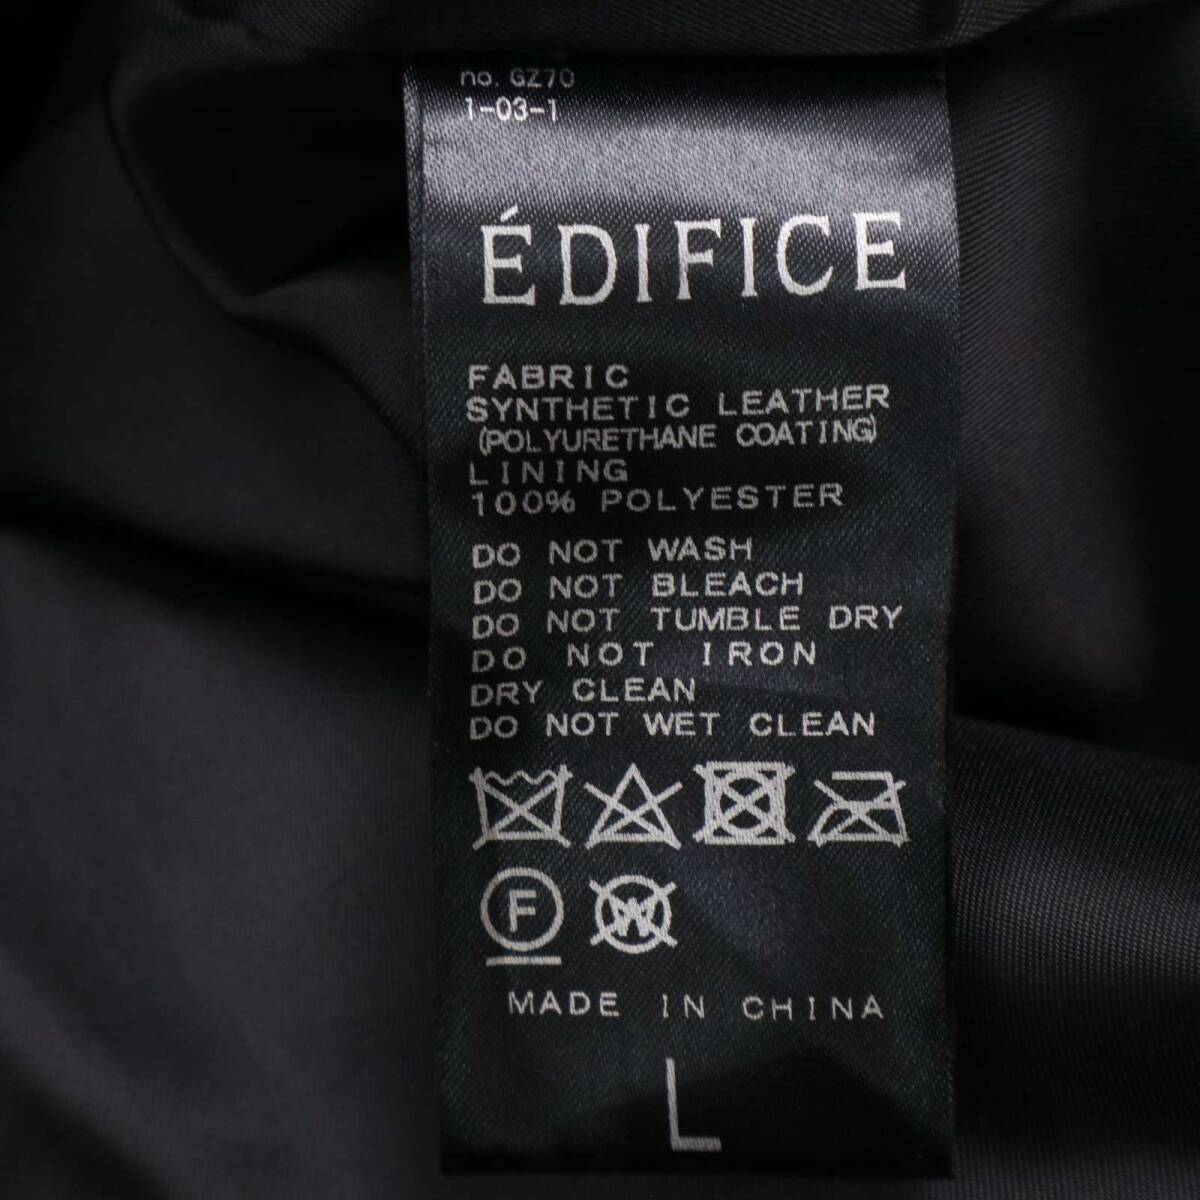 no. GZ70
1-03-1
ÉDIFICE
FABRIC
SYNTHETIC LEATHER
(POLYURETHANE COATING)
LINING
100% POLYESTER
DO NOT WASH
DO NOT BLEACH
DO NOT TUMBLE DRY
DO NOT IRON
DRY CLEAN
DO NOT WET CLEAN
F W
MADE IN CHINA
L